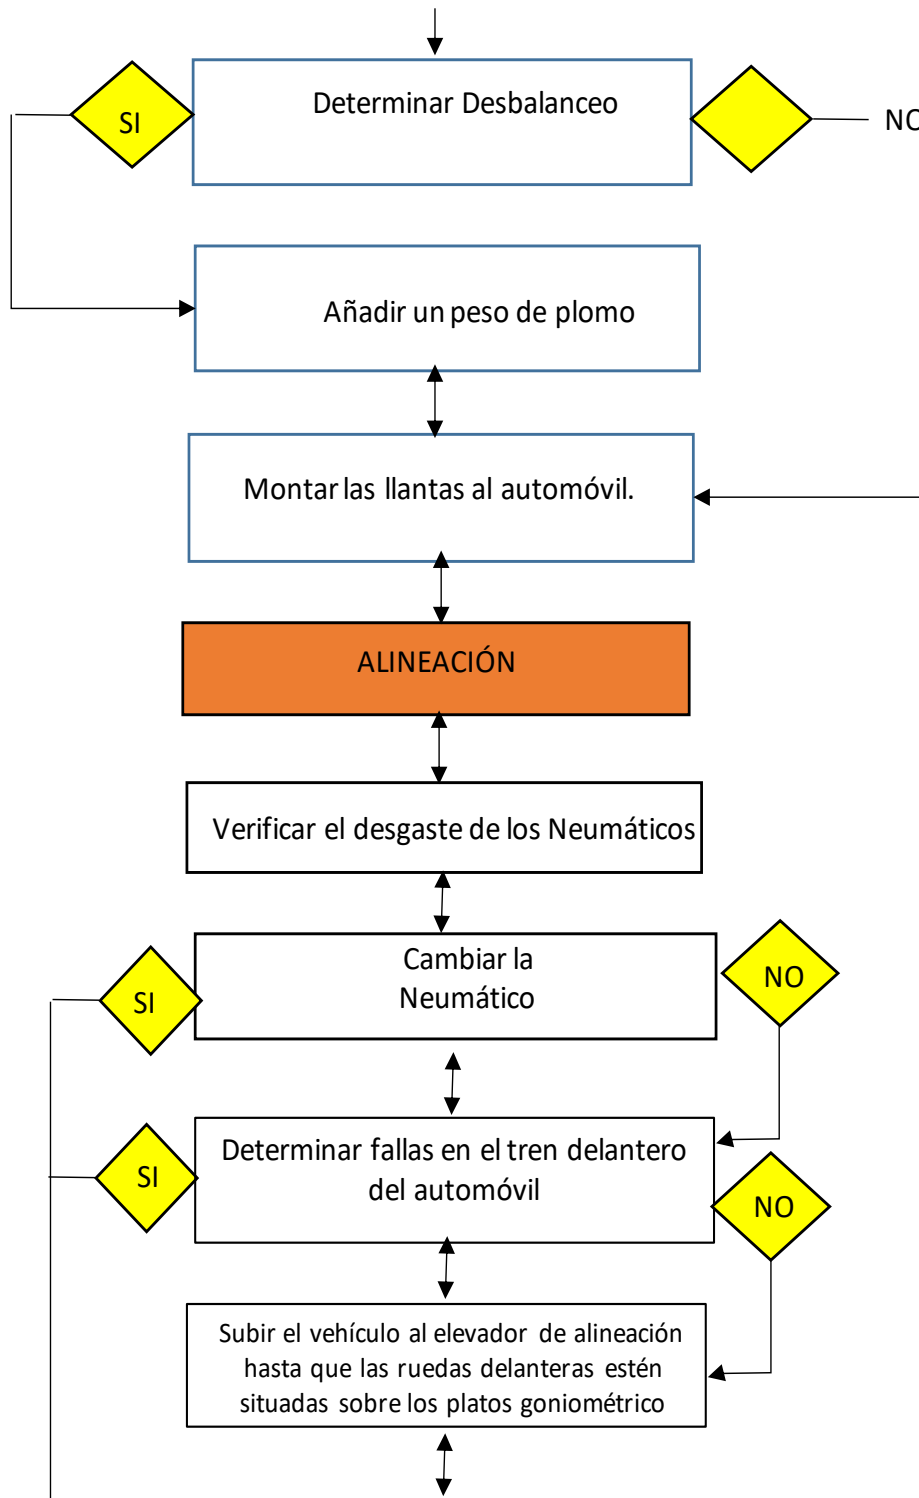 Determinar Desbalanceo
SI
NO
Añadir un peso de plomo
Montar las llantas al automóvil.
ALINEACIÓN
Verificar el desgaste de los Neumáticos
Cambiar la
Neumático
SI
NO
Determinar fallas en el tren delantero
del automóvil
SI
NO
Subir el vehículo al elevador de alineación
hasta que las ruedas delanteras estén
situadas sobre los platos goniométrico